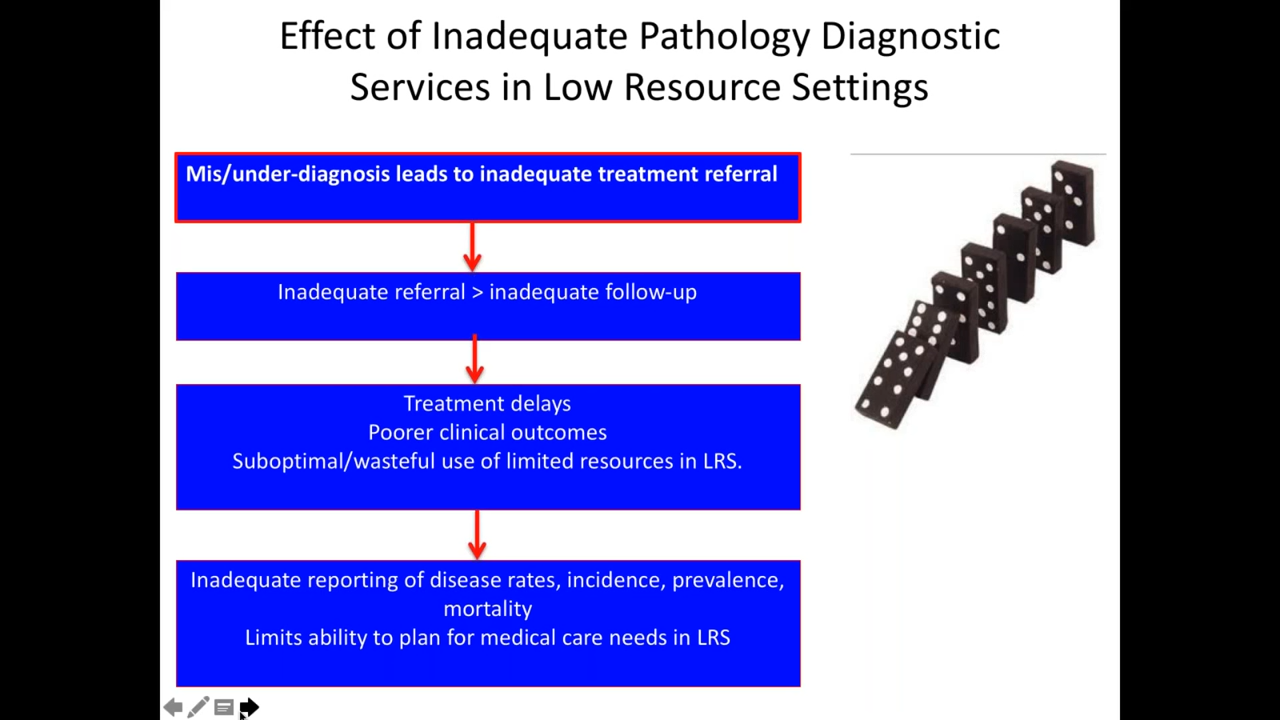 Effect of Inadequate Pathology Diagnostic
Services in Low Resource Settings
Mis/under-diagnosis leads to inadequate treatment referral
Inadequate referral > inadequate follow-up
Treatment delays
Poorer clinical outcomes
Suboptimal/wasteful use of limited resources in LRS.
Inadequate reporting of disease rates, incidence, prevalence,
mortality
Limits ability to plan for medical care needs in LRS